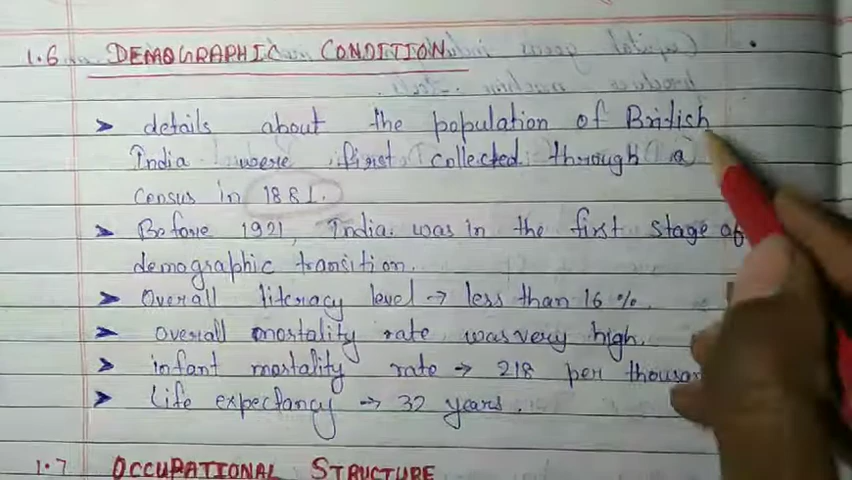 1.6 DEMOGRAPHIC CONDITION
➤ details about the population of British
India were first collected through a
census in 1881.
➤ Before 1921, India was in the first stage of
demographic transition.
➤ Overall literacy level → less than 16%.
➤ overall mortality rate was very high.
➤ infant mortality rate → 218 per thousan
➤ Life expectancy → 32 years.
1.7 OCCUPATIONAL STRUCTURE